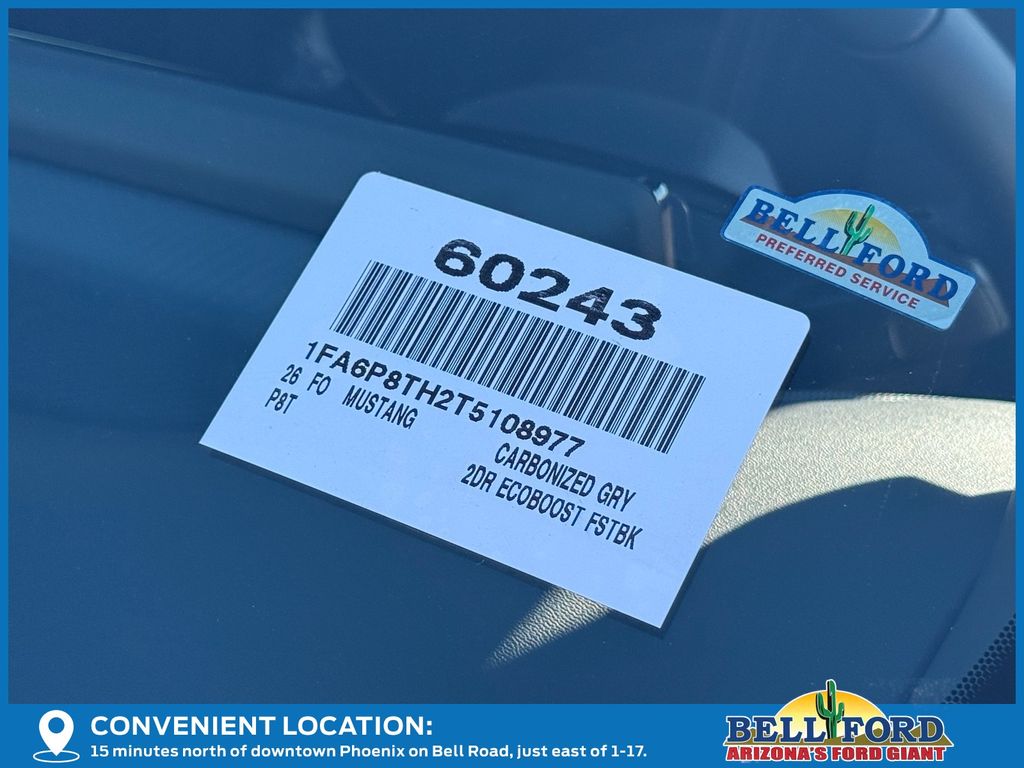 60243
1FA6P8TH2T5108977
26 FO MUSTANG
P8T
CARBONIZED GRY
2DR ECOBOOST FSTBK
BELL FORD
PREFERRED SERVICE
CONVENIENT LOCATION:
15 minutes north of downtown Phoenix on Bell Road, just east of 1-17.
BELL FORD
ARIZONA'S FORD GIANT